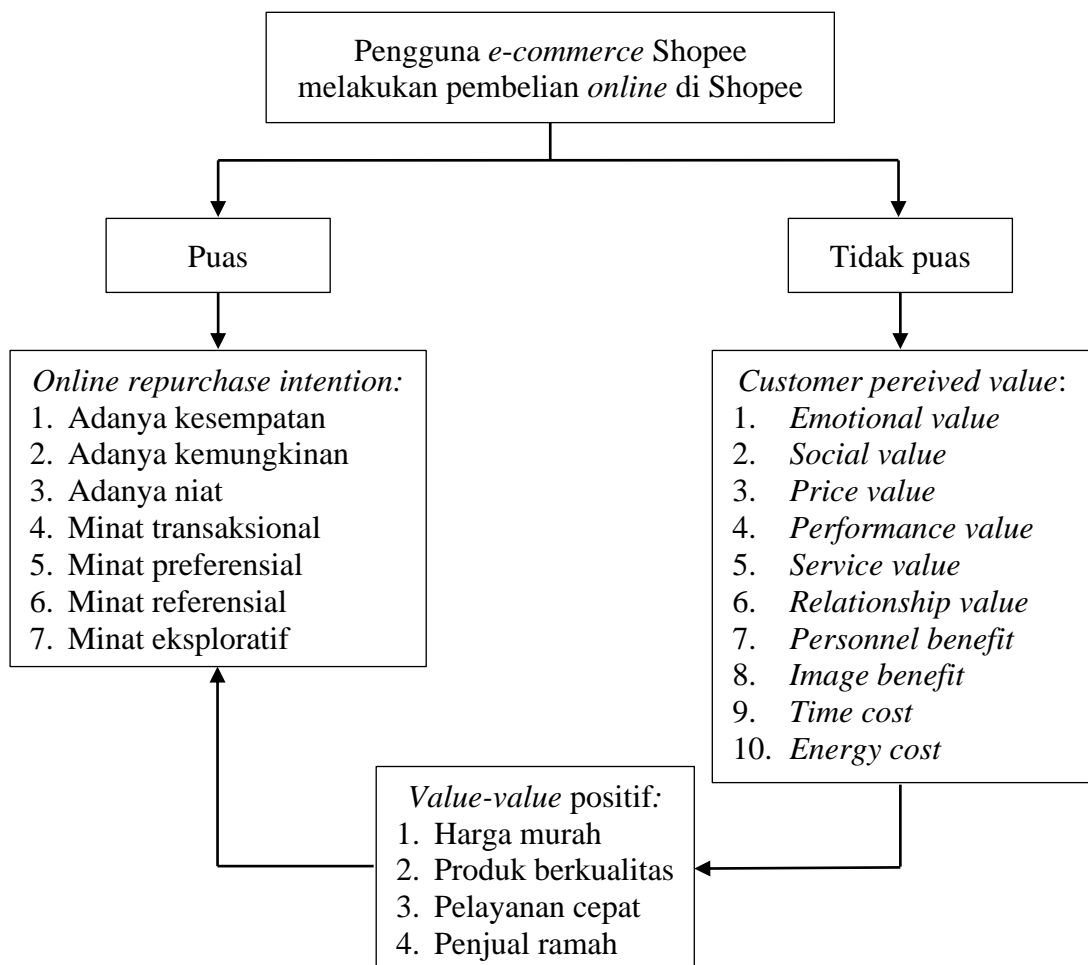 Pengguna e-commerce Shopee
melakukan pembelian online di Shopee
Puas
Tidak puas
Online repurchase intention:
1. Adanya kesempatan
2. Adanya kemungkinan
3. Adanya niat
4. Minat transaksional
5. Minat preferensial
6. Minat referensial
7. Minat eksploratif
Customer pereived value:
1. Emotional value
2. Social value
3. Price value
4. Performance value
5. Service value
6. Relationship value
7. Personnel benefit
8. Image benefit
9. Time cost
10. Energy cost
Value-value positif:
1. Harga murah
2. Produk berkualitas
3. Pelayanan cepat
4. Penjual ramah